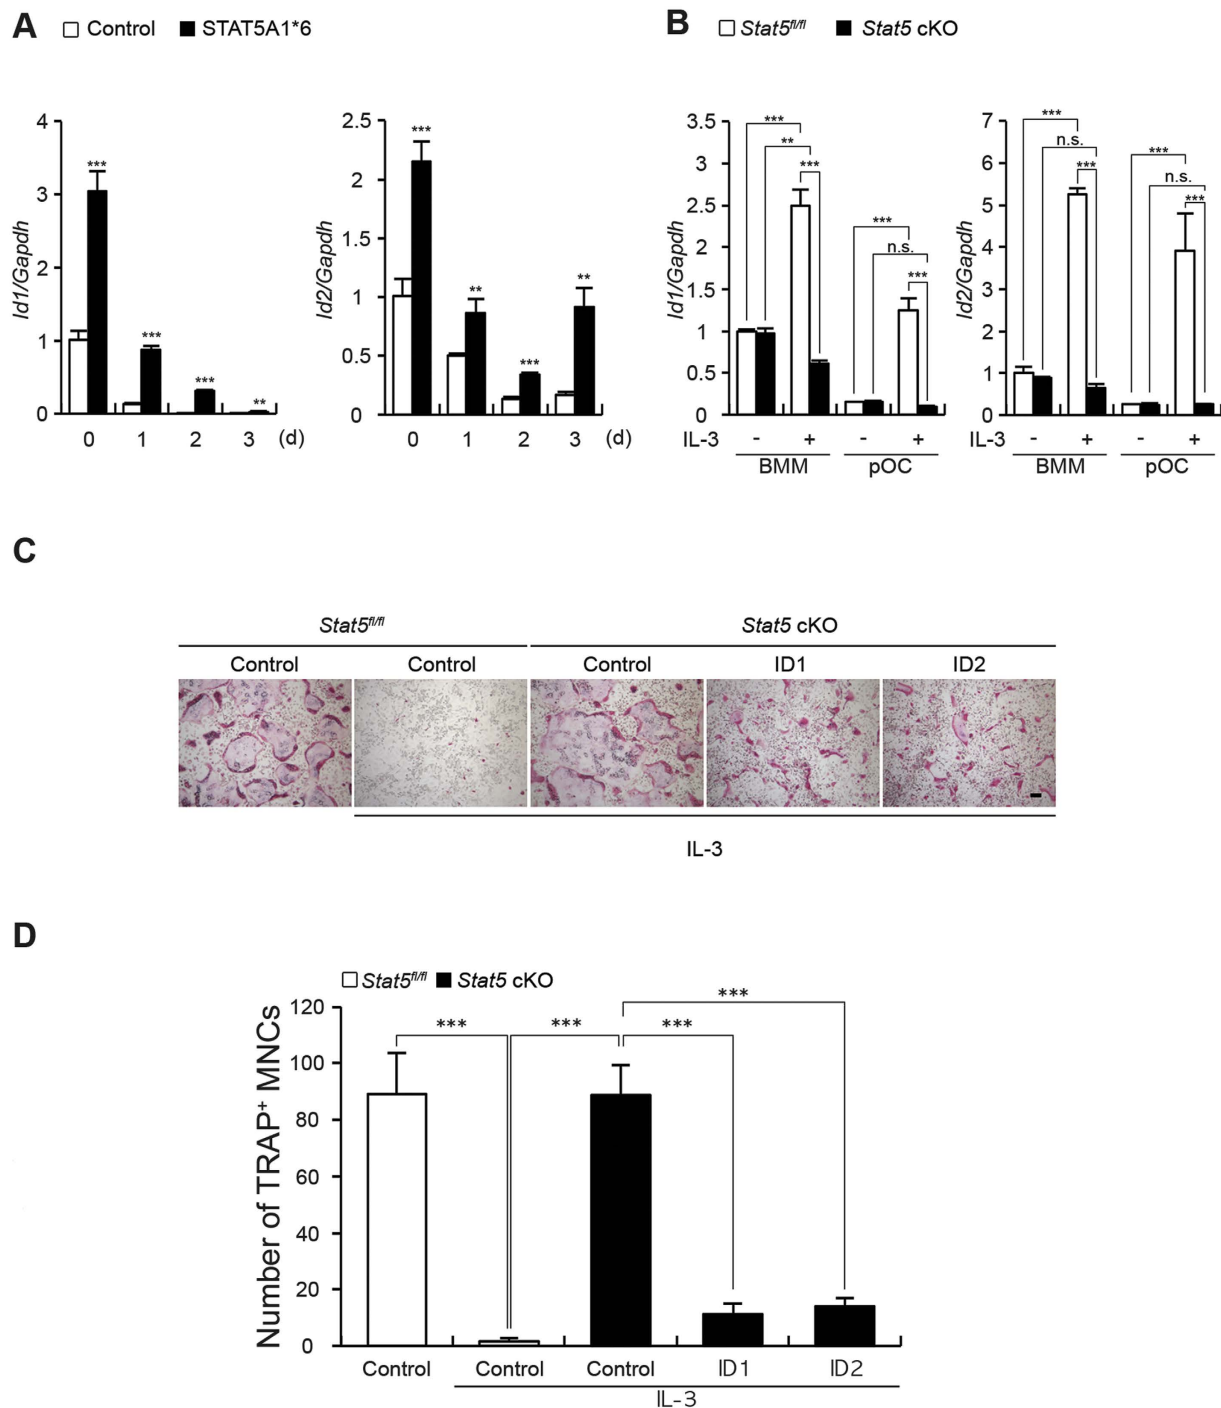 A
Control STAT5A1*6
Id1/Gapdh
4
3
2
1
0
***
***
***
**
0 1 2 3 (d)
Id2/Gapdh
2.5
2
1.5
1
0.5
0
***
**
***
**
0 1 2 3 (d)
B
Stat5fl/fl Stat5 cKO
Id1/Gapdh
3.5
3
2.5
2
1.5
1
0.5
0
***
**
***
***
n.s.
***
IL-3 - + - +
BMM pOC
Id2/Gapdh
7
6
5
4
3
2
1
0
***
n.s.
***
***
n.s.
***
IL-3 - + - +
BMM pOC
C
Stat5fl/fl Stat5 cKO
Control Control Control ID1 ID2
IL-3
D
Stat5fl/fl Stat5 cKO
Number of TRAP+ MNCs
120
100
80
60
40
20
0
***
*** *** ***
Control Control Control ID1 ID2
IL-3